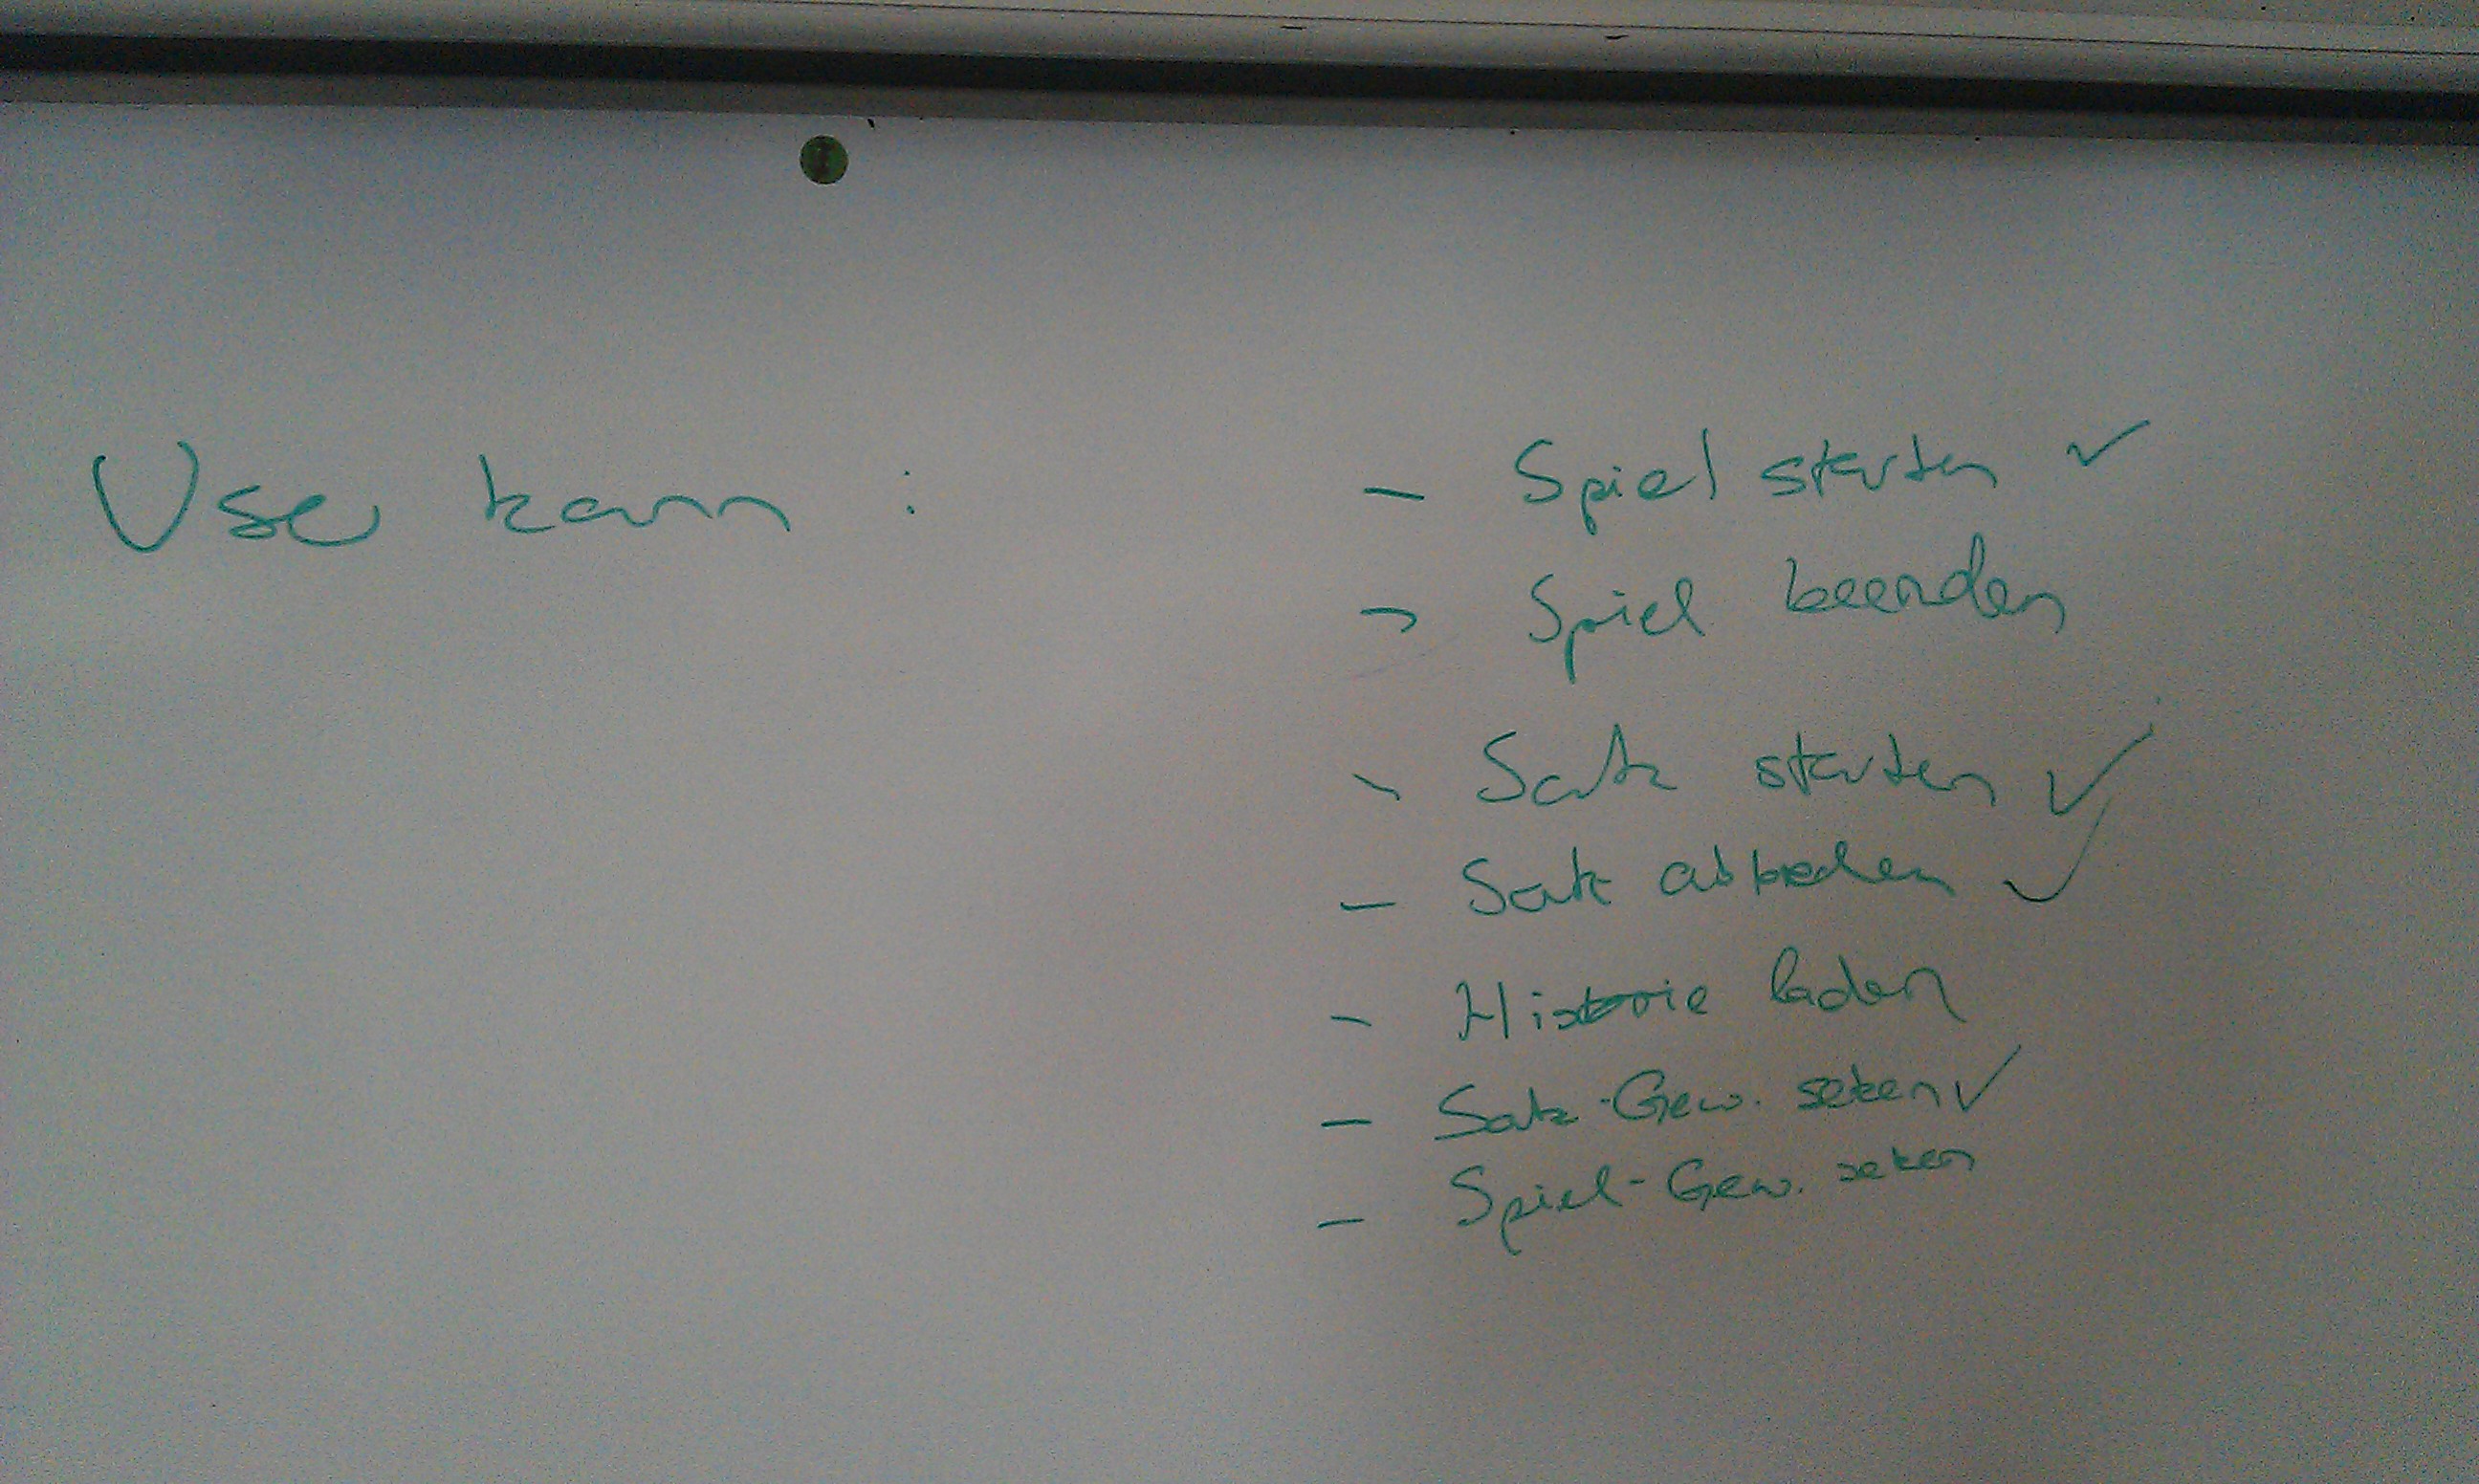 User kann :
- Spiel starten ✓
- Spiel beenden
- Satz starten ✓
- Satz abbrechen ✓
- Historie laden
- Satz-Gew. setzen ✓
- Spiel-Gew. setzen